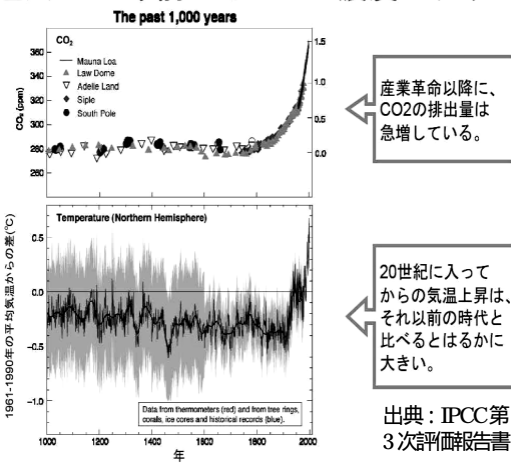 The past 1,000 years
CO₂
Mauna Loa
Law Dome
Adelie Land
Siple
South Pole
CO₂ (ppm)
360
340
320
300
280
260
1.5
1.0
0.5
0.0
産業革命以降に、
CO2の排出量は
急増している。
Temperature (Northern Hemisphere)
1961-1990年の平均気温からの差(℃)
0.5
0.0
−0.5
−1.0
Data from thermometers (red) and from tree rings,
corals, ice cores and historical records (blue).
1000
1200
1400
1600
1800
2000
年
20世紀に入って
からの気温上昇は、
それ以前の時代と
比べるとはるかに
大きい。
出典：IPCC第
3次評価報告書